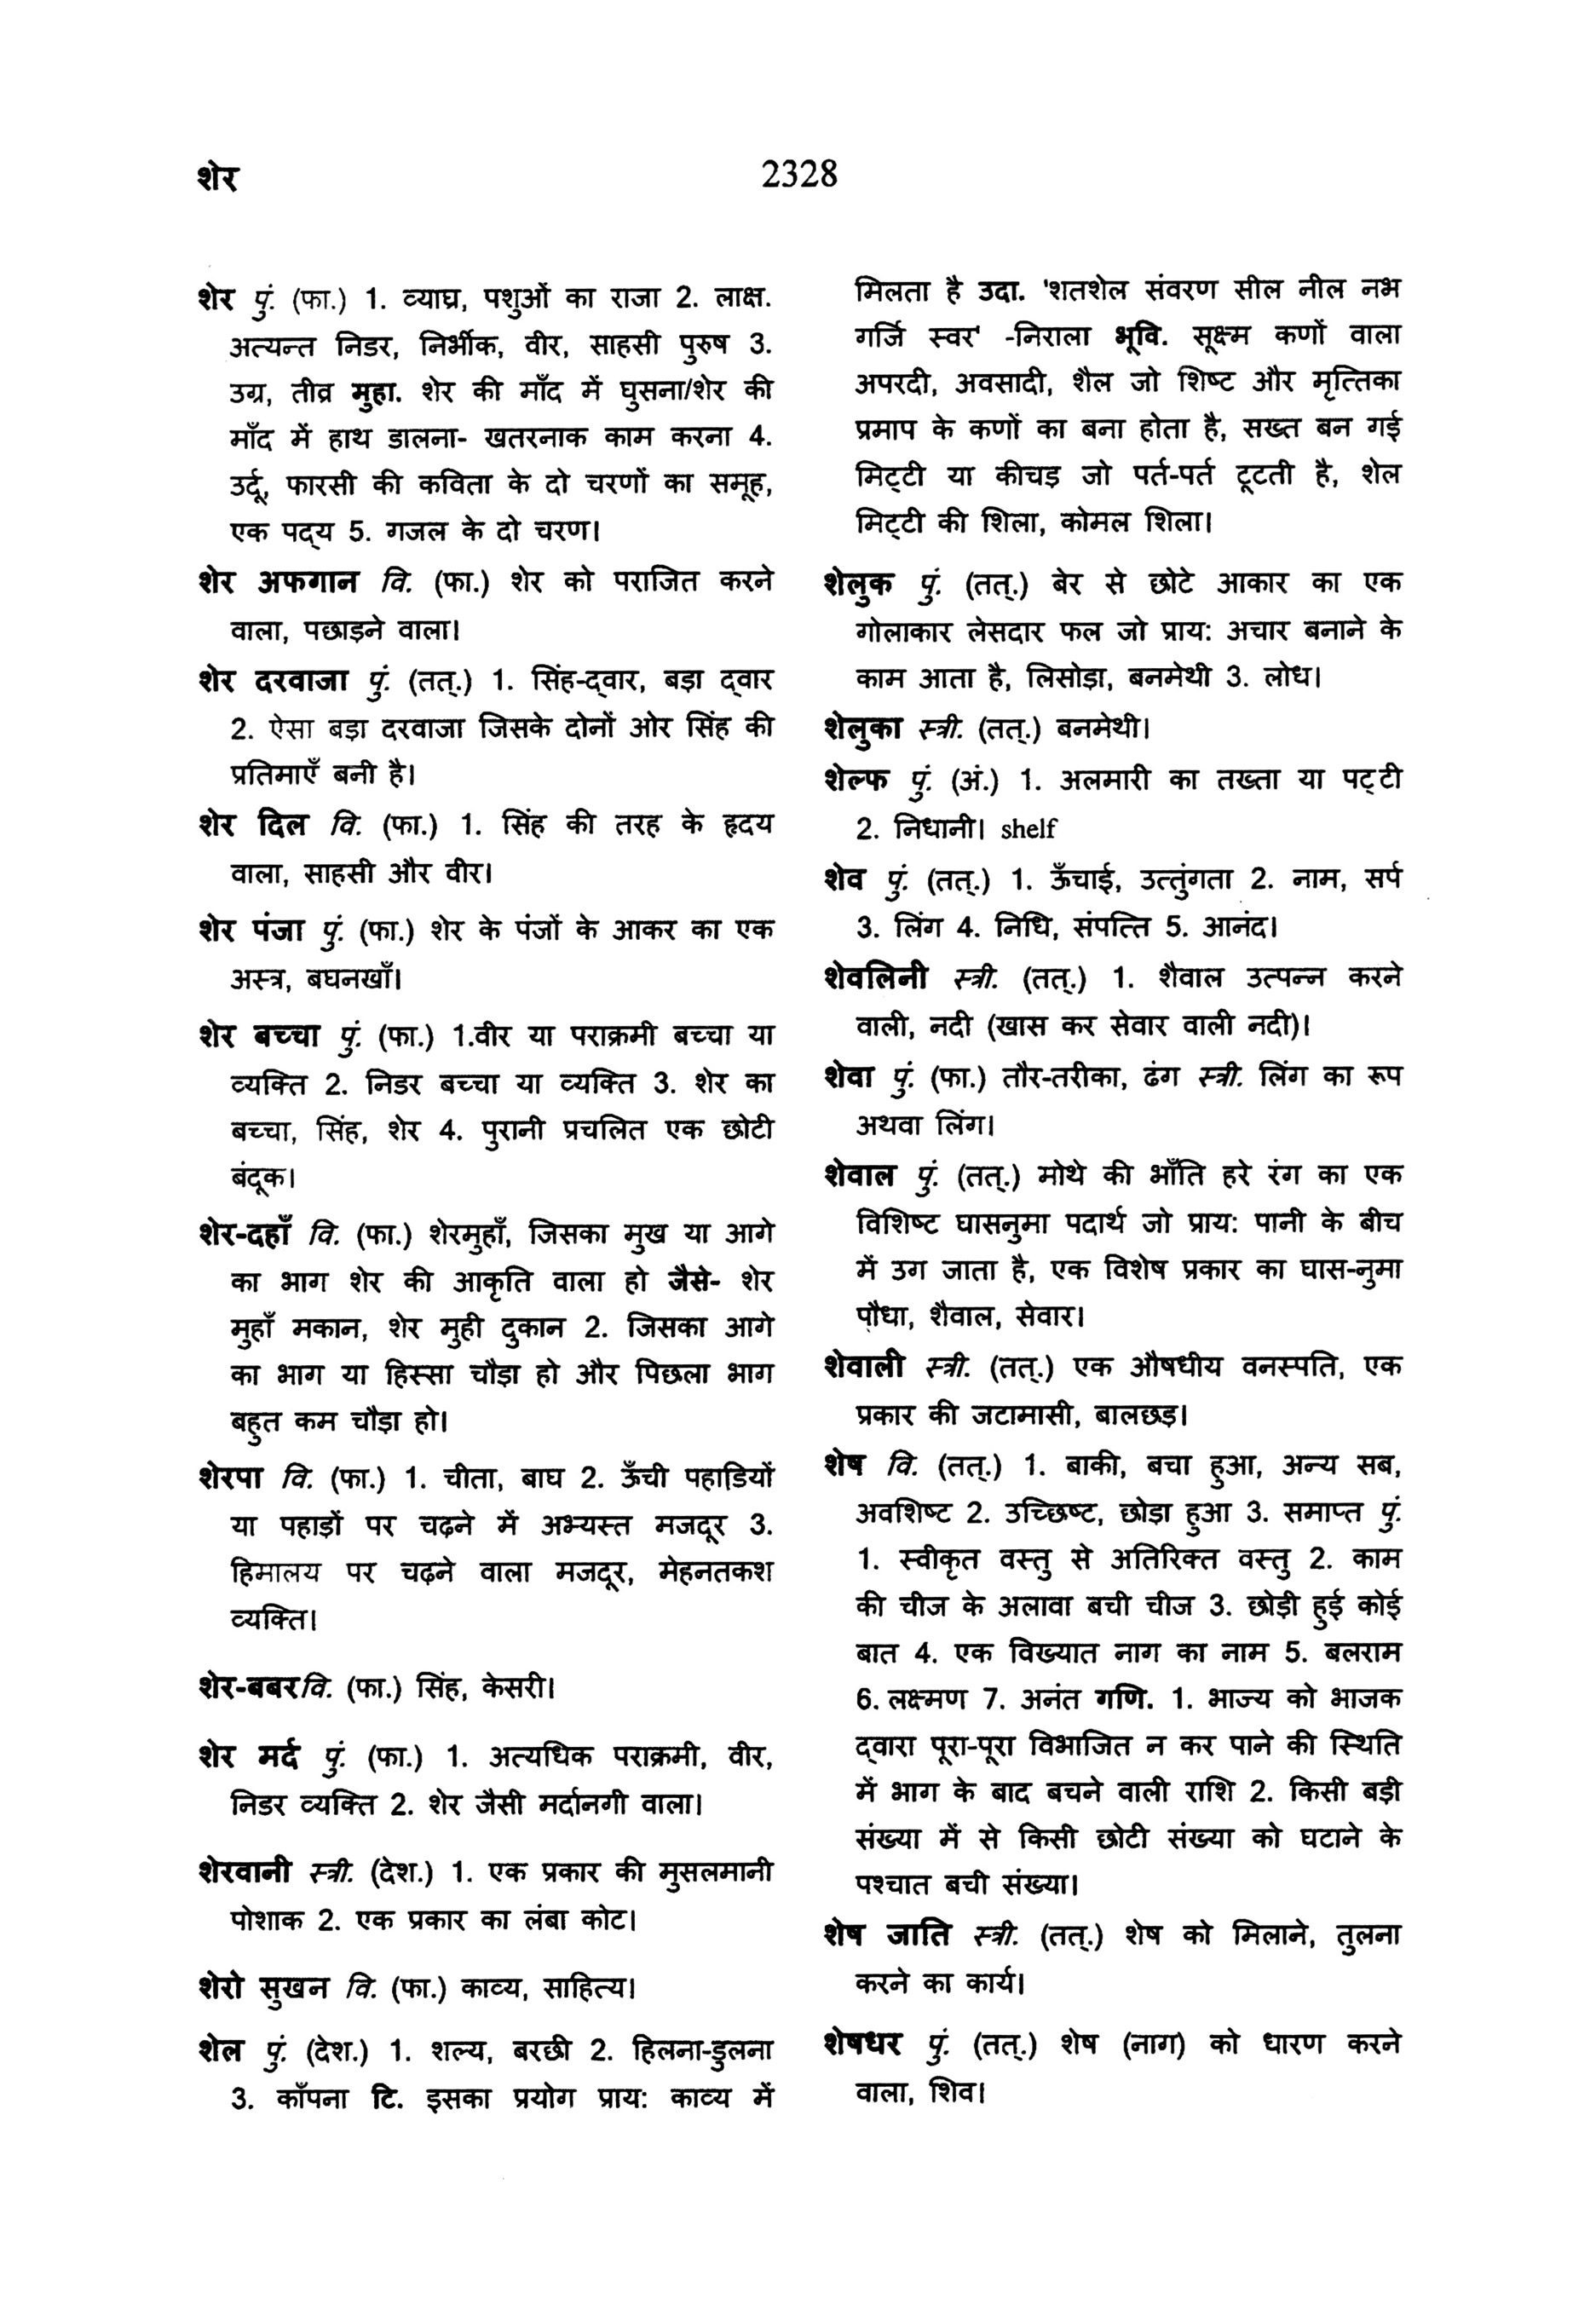 शेर
2328
शेर पुं. (फा.) 1. व्याघ्र, पशुओं का राजा 2. लाक्ष.
अत्यन्त निडर, निर्भीक, वीर, साहसी पुरुष 3.
उग्र, तीव्र मुहा. शेर की माँद में घुसना/शेर की
माँद में हाथ डालना- खतरनाक काम करना 4.
उर्दू, फारसी की कविता के दो चरणों का समूह,
एक पद्‌य 5. गजल के दो चरण।
शेर अफगान वि. (फा.) शेर को पराजित करने
वाला, पछाड़ने वाला।
शेर दरवाजा पुं. (तत्.) 1. सिंह-द्‌वार, बड़ा द्‌वार
2. ऐसा बड़ा दरवाजा जिसके दोनों ओर सिंह की
प्रतिमाएँ बनी है।
शेर दिल वि. (फा.) 1. सिंह की तरह के हृदय
वाला, साहसी और वीर।
शेर पंजा पुं. (फा.) शेर के पंजों के आकर का एक
अस्त्र, बघनखाँ।
शेर बच्चा पुं. (फा.) 1.वीर या पराक्रमी बच्चा या
व्यक्ति 2. निडर बच्चा या व्यक्ति 3. शेर का
बच्चा, सिंह, शेर 4. पुरानी प्रचलित एक छोटी
बंदूक।
शेर-दहाँ वि. (फा.) शेरमुहाँ, जिसका मुख या आगे
का भाग शेर की आकृति वाला हो जैसे- शेर
मुहाँ मकान, शेर मुही दुकान 2. जिसका आगे
का भाग या हिस्सा चौड़ा हो और पिछला भाग
बहुत कम चौड़ा हो।
शेरपा वि. (फा.) 1. चीता, बाघ 2. ऊँची पहाडि़यों
या पहाड़ों पर चढ़ने में अभ्यस्त मजदूर 3.
हिमालय पर चढ़ने वाला मजदूर, मेहनतकश
व्यक्ति।
शेर-बबर वि. (फा.) सिंह, केसरी।
शेर मर्द पुं. (फा.) 1. अत्यधिक पराक्रमी, वीर,
निडर व्यक्ति 2. शेर जैसी मर्दानगी वाला।
शेरवानी स्त्री. (देश.) 1. एक प्रकार की मुसलमानी
पोशाक 2. एक प्रकार का लंबा कोट।
शेरो सुखन वि. (फा.) काव्य, साहित्य।
शेल पुं. (देश.) 1. शल्य, बरछी 2. हिलना-डुलना
3. काँपना टि. इसका प्रयोग प्राय: काव्य में
मिलता है उदा. 'शतशेल संवरण सील नील नभ
गर्जि स्वर' -निराला भूवि. सूक्ष्म कणों वाला
अपरदी, अवसादी, शैल जो शिष्ट और मृत्तिका
प्रमाप के कणों का बना होता है, सख्त बन गई
मिट्‌टी या कीचड़ जो पर्त-पर्त टूटती है, शेल
मिट्‌टी की शिला, कोमल शिला।
शेलुक पुं. (तत्.) बेर से छोटे आकार का एक
गोलाकार लेसदार फल जो प्राय: अचार बनाने के
काम आता है, लिसोड़ा, बनमेथी 3. लोध।
शेलुका स्त्री. (तत्.) बनमेथी।
शेल्फ पुं. (अं.) 1. अलमारी का तख्ता या पट्‌टी
2. निधानी। shelf
शेव पुं. (तत्.) 1. ऊँचाई, उत्तुंगता 2. नाम, सर्प
3. लिंग 4. निधि, संपत्ति 5. आनंद।
शेवलिनी स्त्री. (तत्.) 1. शैवाल उत्पन्न करने
वाली, नदी (खास कर सेवार वाली नदी)।
शेवा पुं. (फा.) तौर-तरीका, ढंग स्त्री. लिंग का रूप
अथवा लिंग।
शेवाल पुं. (तत्.) मोथे की भाँति हरे रंग का एक
विशिष्ट घासनुमा पदार्थ जो प्राय: पानी के बीच
में उग जाता है, एक विशेष प्रकार का घास-नुमा
पौधा, शैवाल, सेवार।
शेवाली स्त्री. (तत्.) एक औषधीय वनस्पति, एक
प्रकार की जटामासी, बालछड़।
शेष वि. (तत्.) 1. बाकी, बचा हुआ, अन्य सब,
अवशिष्ट 2. उच्छिष्ट, छोड़ा हुआ 3. समाप्त पुं.
1. स्वीकृत वस्तु से अतिरिक्त वस्तु 2. काम
की चीज के अलावा बची चीज 3. छोड़ी हुई कोई
बात 4. एक विख्यात नाग का नाम 5. बलराम
6. लक्ष्मण 7. अनंत गणि. 1. भाज्य को भाजक
द्‌वारा पूरा-पूरा विभाजित न कर पाने की स्थिति
में भाग के बाद बचने वाली राशि 2. किसी बड़ी
संख्या में से किसी छोटी संख्या को घटाने के
पश्चात बची संख्या।
शेष जाति स्त्री. (तत्.) शेष को मिलाने, तुलना
करने का कार्य।
शेषधर पुं. (तत्.) शेष (नाग) को धारण करने
वाला, शिव।